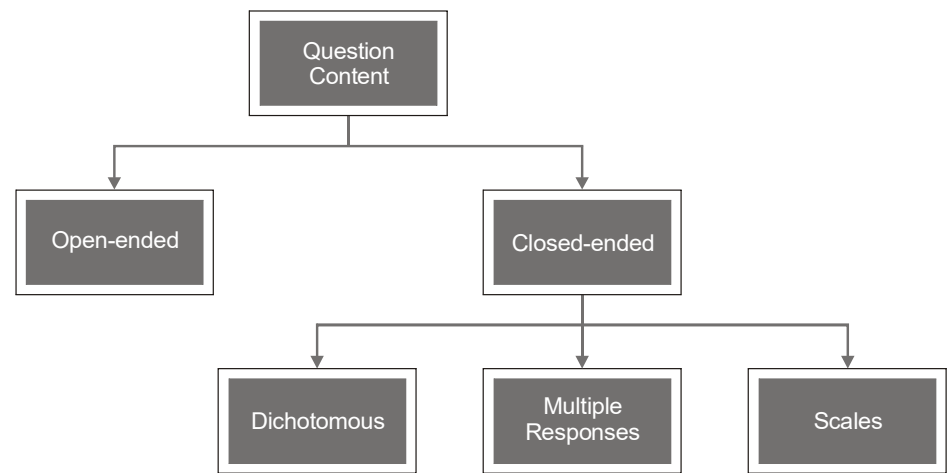 Question
Content
Open-ended
Closed-ended
Dichotomous
Multiple
Responses
Scales